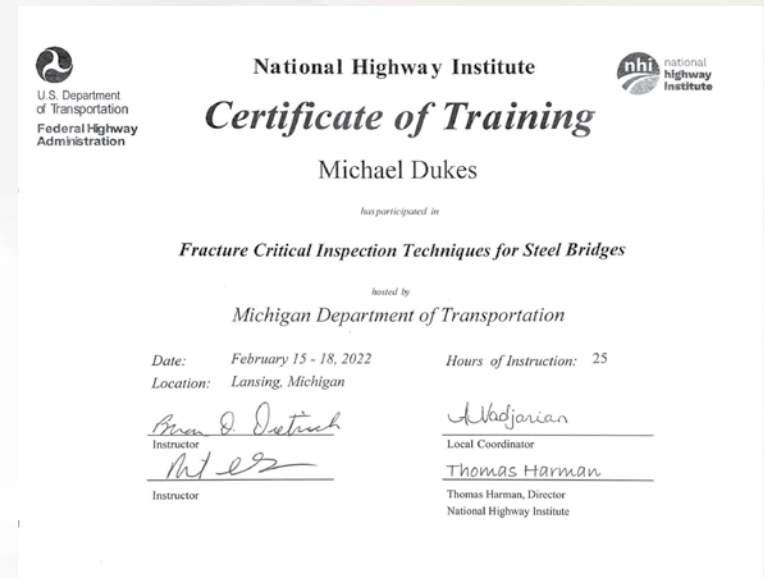 U.S. Department
of Transportation
Federal Highway
Administration
National Highway Institute
nhi national
highway
institute
Certificate of Training
Michael Dukes
has participated in
Fracture Critical Inspection Techniques for Steel Bridges
hosted by
Michigan Department of Transportation
Date: February 15 - 18, 2022
Hours of Instruction: 25
Location: Lansing, Michigan
Brian D. Dietrich
Instructor
A Vadjarian
Local Coordinator
Instructor
Thomas Harman
Thomas Harman, Director
National Highway Institute